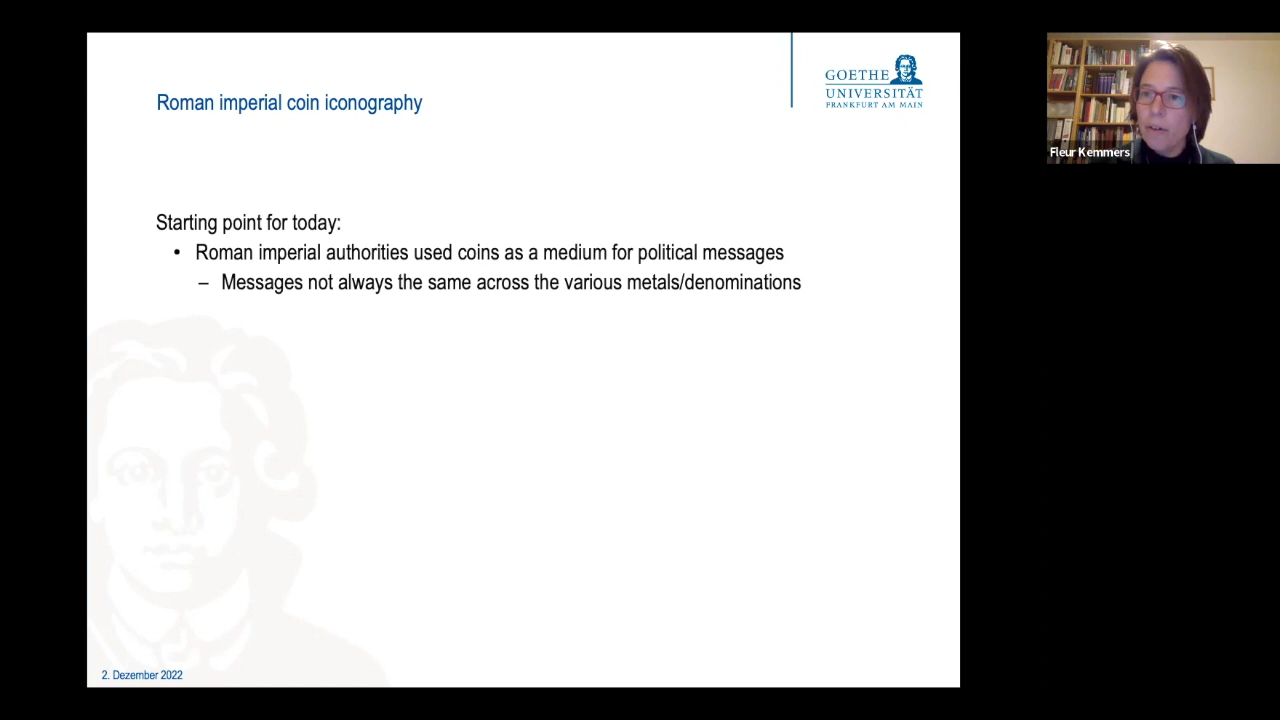 Roman imperial coin iconography
GOETHE
UNIVERSITÄT
FRANKFURT AM MAIN
Starting point for today:
• Roman imperial authorities used coins as a medium for political messages
– Messages not always the same across the various metals/denominations
2. Dezember 2022
Fleur Kemmers